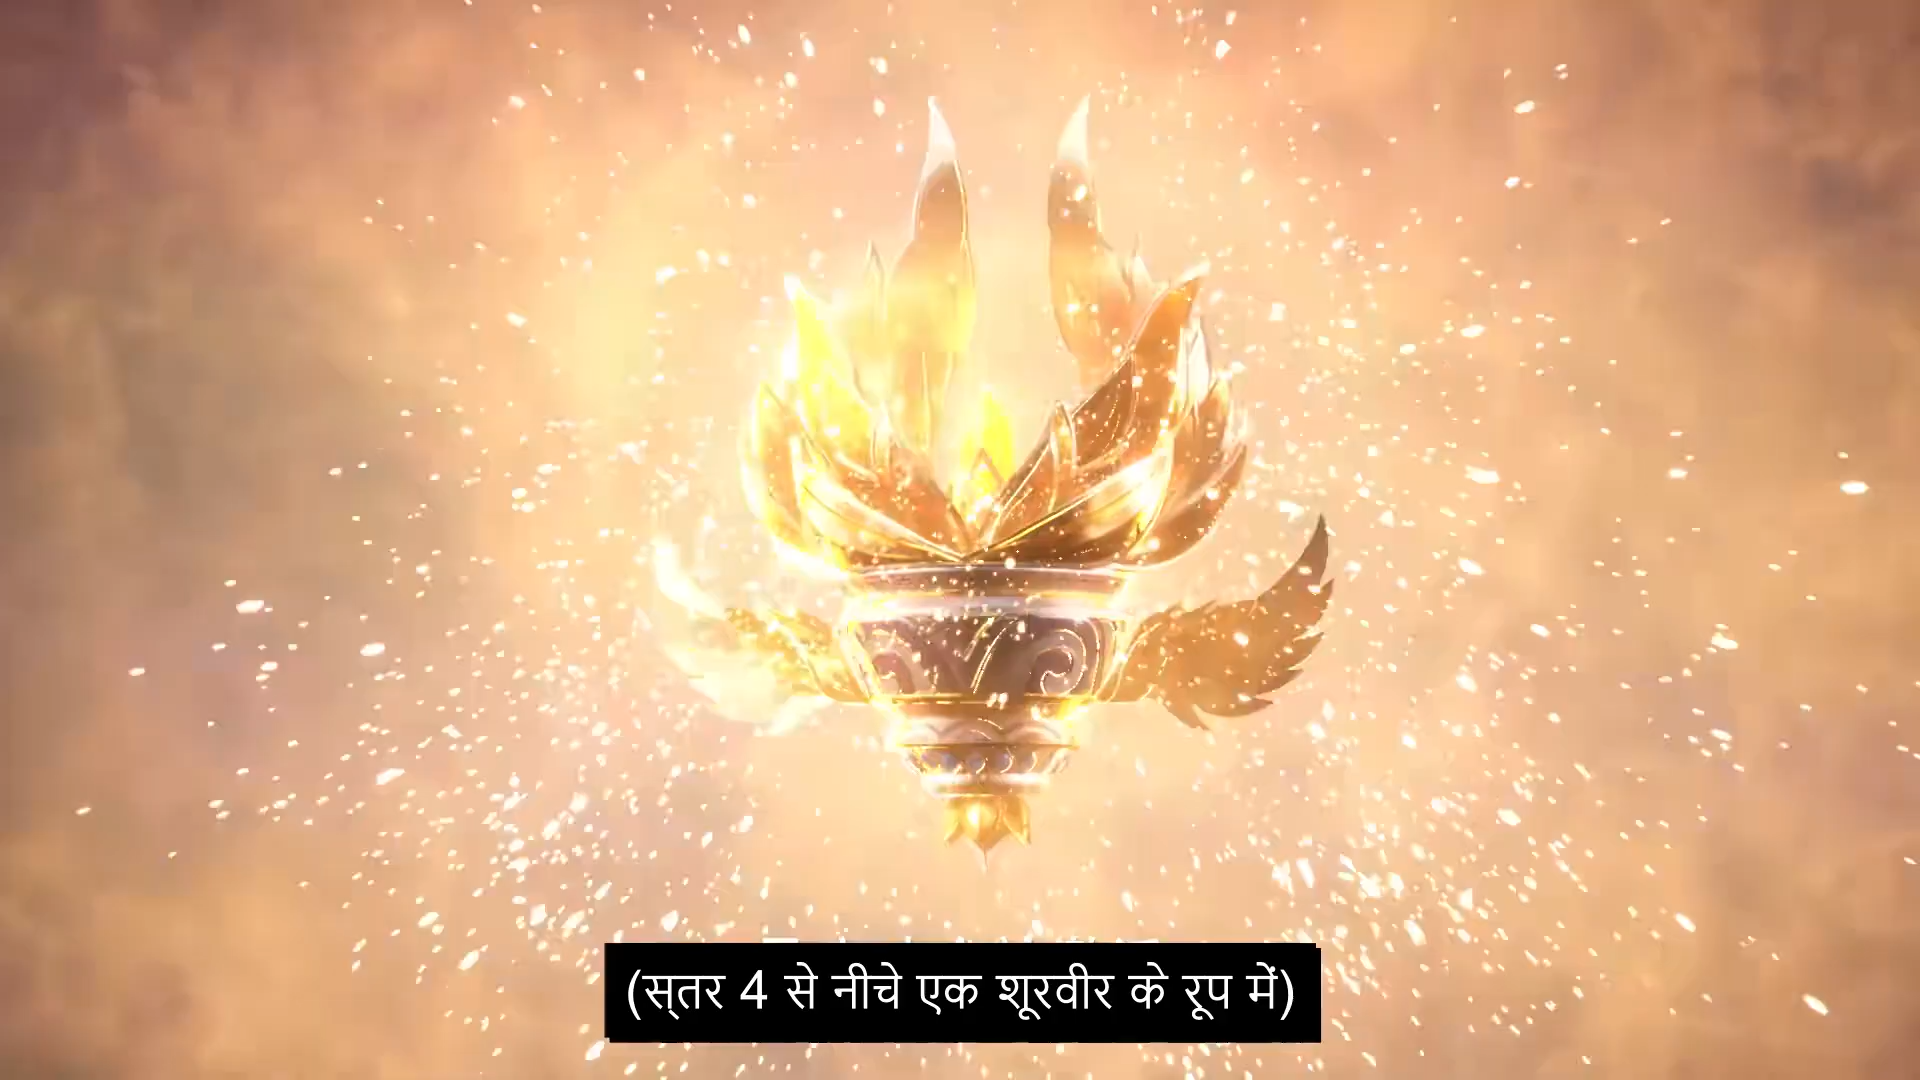 (स्तर 4 से नीचे एक शूरवीर के रूप में)